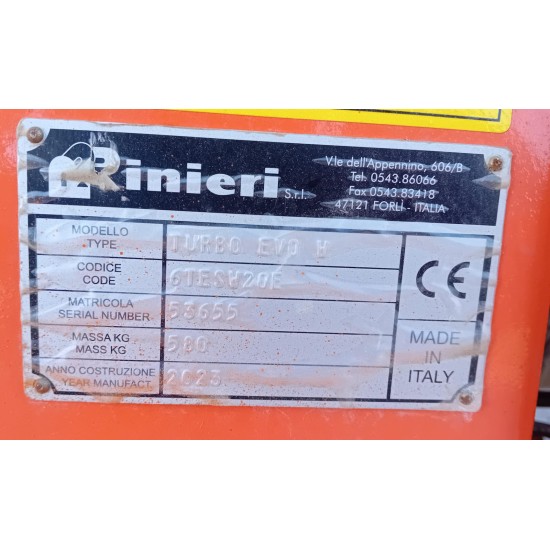 Rinieri S.r.l.
V.le dell'Appennino, 606/B
Tel. 0543.86066
Fax 0543.83418
47121 FORLÌ - ITALIA
MODELLO
TYPE
TURBO EVO H
CODICE
CODE
MATRICOLA
SERIAL NUMBER
53655
MASSA KG
MASS KG
580
ANNO COSTRUZIONE
YEAR MANUFACT.
2023
CE
MADE
IN
ITALY